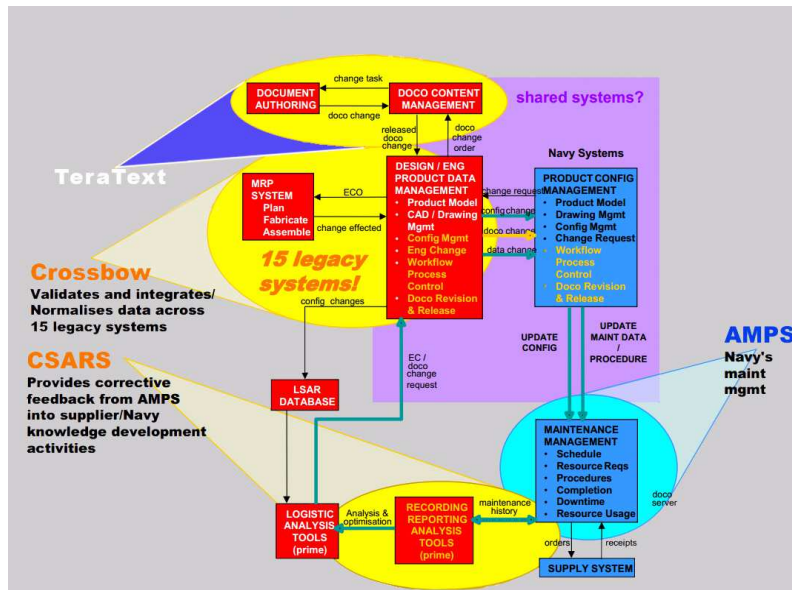 change task
DOCUMENT
AUTHORING
DOCO CONTENT
MANAGEMENT
doco change
shared systems?
released
doco
change
doco
change
order
Navy Systems
TeraText
MRP
SYSTEM
Plan
Fabricate
Assemble
ECO
change effected
DESIGN / ENG
PRODUCT DATA
MANAGEMENT
• Product Model
• CAD / Drawing
Mgmt
• Config Mgmt
• Eng Change
• Workflow
Process
Control
• Doco Revision
& Release
change request
config change
doco change
data change
PRODUCT CONFIG
MANAGEMENT
• Product Model
• Drawing Mgmt
• Config Mgmt
• Change Request
• Workflow
Process
Control
• Doco Revision
& Release
15 legacy
systems!
Crossbow
Validates and integrates/
Normalises data across
15 legacy systems
config changes
UPDATE
CONFIG
UPDATE
MAINT DATA
/
PROCEDURE
AMPS
Navy's
maint
mgmt
CSARS
Provides corrective
feedback from AMPS
into supplier/Navy
knowledge development
activities
EC /
doco
change
request
LSAR
DATABASE
MAINTENANCE
MANAGEMENT
• Schedule
• Resource Reqs
• Procedures
• Completion
• Downtime
• Resource Usage
doco
server
LOGISTIC
ANALYSIS
TOOLS
(prime)
Analysis &
optimisation
RECORDING
REPORTING
ANALYSIS
TOOLS
(prime)
maintenance
history
orders
receipts
SUPPLY SYSTEM